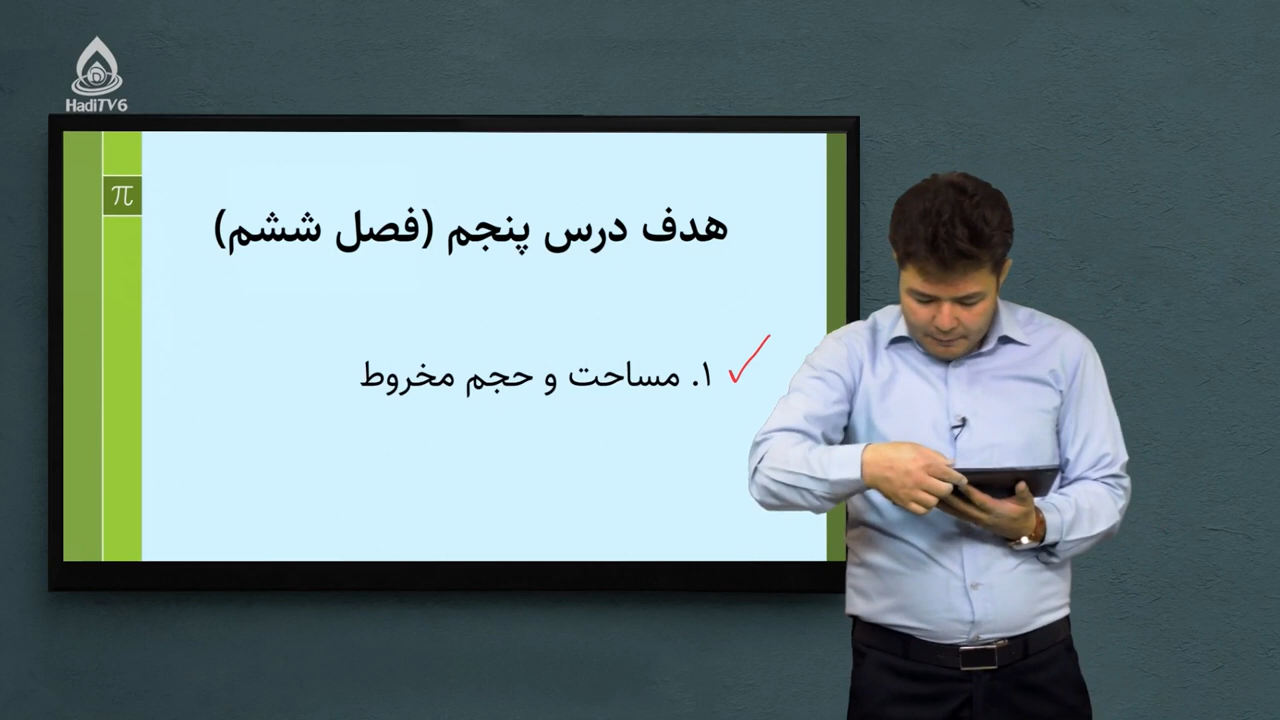 HadiTV6
π
هدف درس پنجم (فصل ششم)
۱. مساحت و حجم مخروط